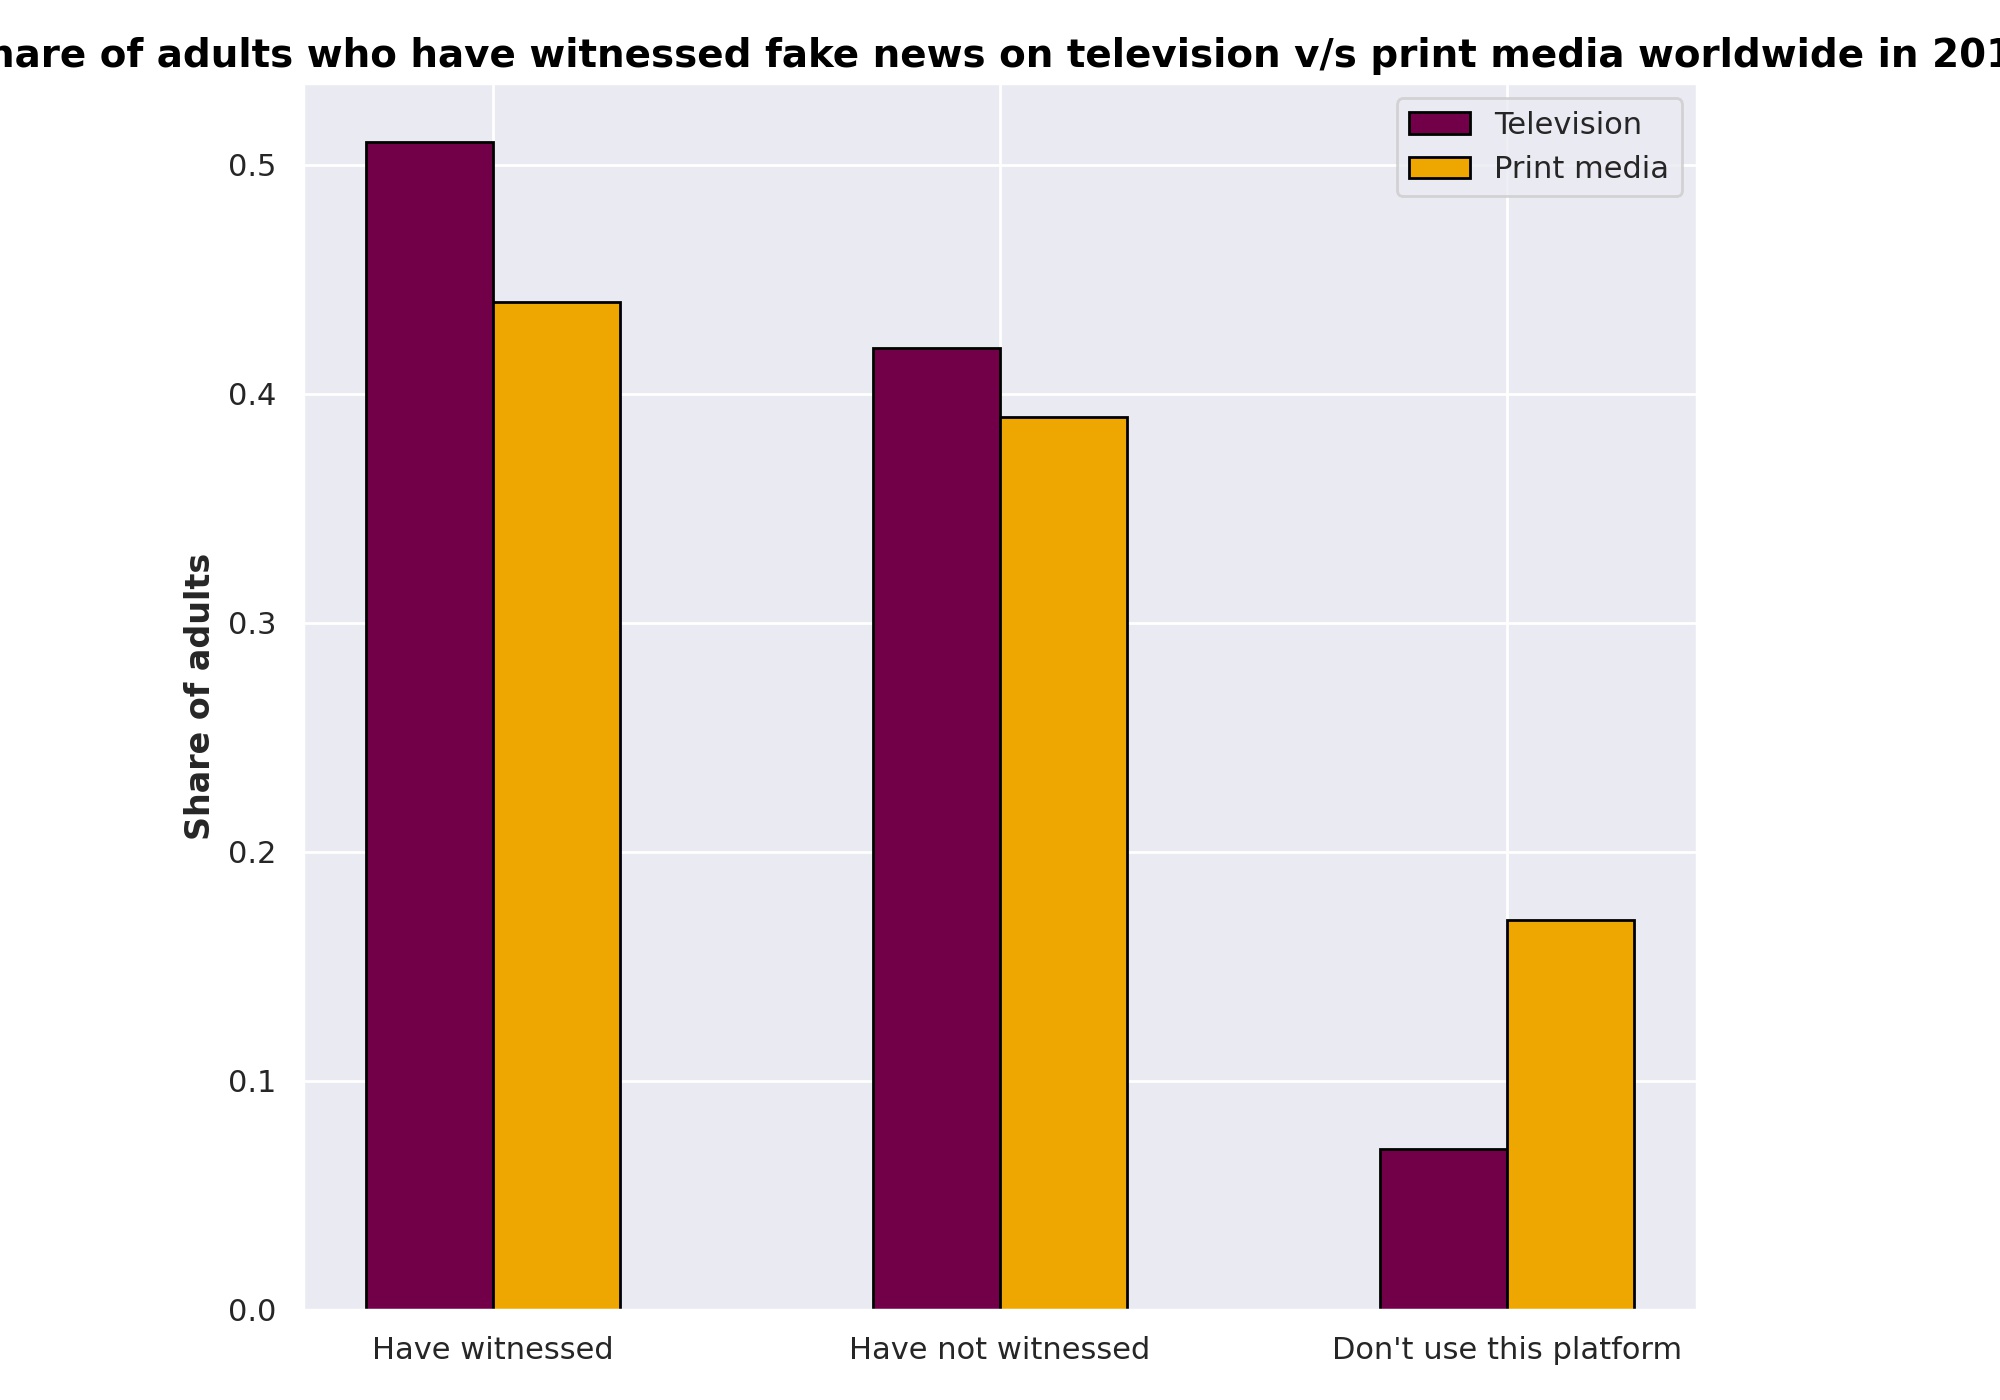 hare of adults who have witnessed fake news on television v/s print media worldwide in 201
Television
Print media
0.5
0.4
0.3
0.2
0.1
0.0
Share of adults
Have witnessed
Have not witnessed
Don't use this platform